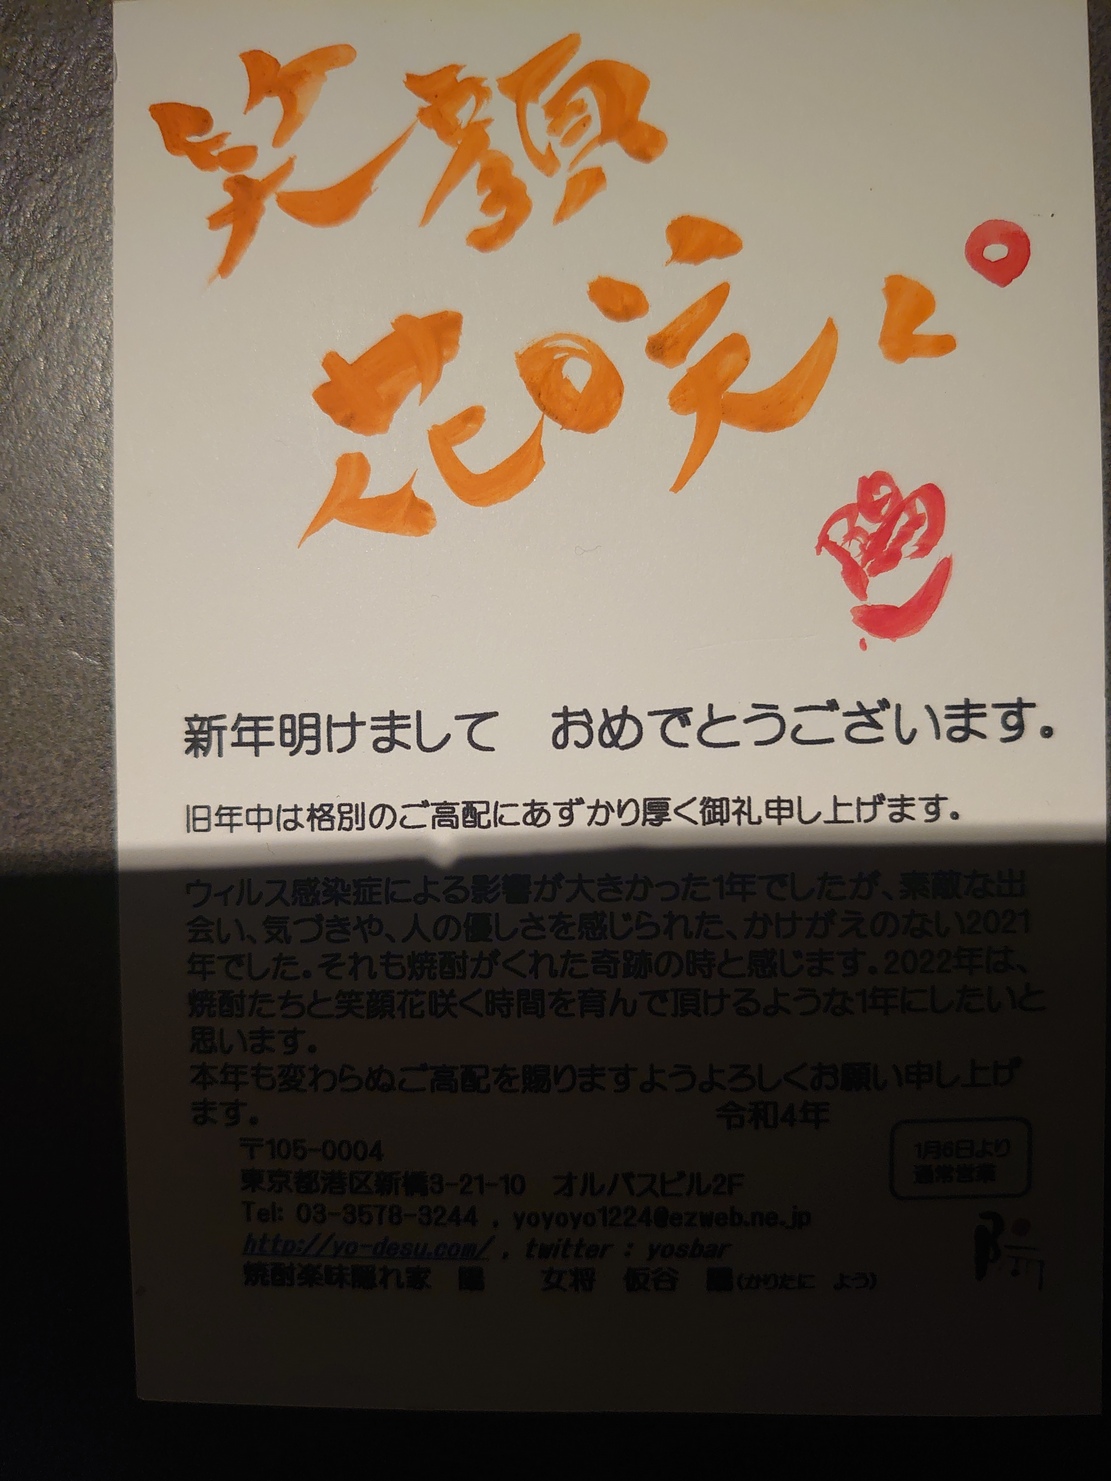 笑顔
花の咲く。
新年明けまして　おめでとうございます。
旧年中は格別のご高配にあずかり厚く御礼申し上げます。
ウィルス感染症による影響が大きかった1年でしたが、素敵な出
会い、気づきや、人の優しさを感じられた、かけがえのない2021
年でした。それも焼酎がくれた奇跡の時と感じます。2022年は、
焼酎たちと笑顔花咲く時間を育んで頂けるような1年にしたいと
思います。
本年も変わらぬご高配を賜りますようよろしくお願い申し上げ
ます。
令和4年
1月6日より
通常営業
〒105-0004
東京都港区新橋3-21-10　オルバスビル2F
Tel: 03-3578-3244 , yoyoyo1224@ezweb.ne.jp
http://yo-desu.com/ , twitter : yosbar
焼酎楽味隠れ家　女将　仮谷　(かりたに　よう)